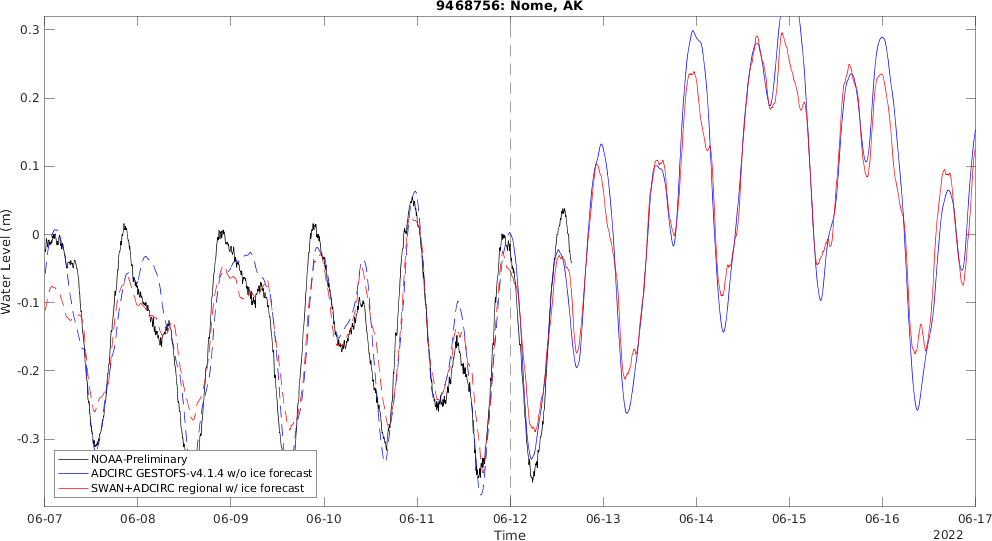 9468756: Nome, AK
Water Level (m)
0.3
0.2
0.1
0
-0.1
-0.2
-0.3
NOAA-Preliminary
ADCIRC GESTOFS-v4.1.4 w/o ice forecast
SWAN+ADCIRC regional w/ ice forecast
06-07 06-08 06-09 06-10 06-11 06-12 06-13 06-14 06-15 06-16 06-17
Time
2022